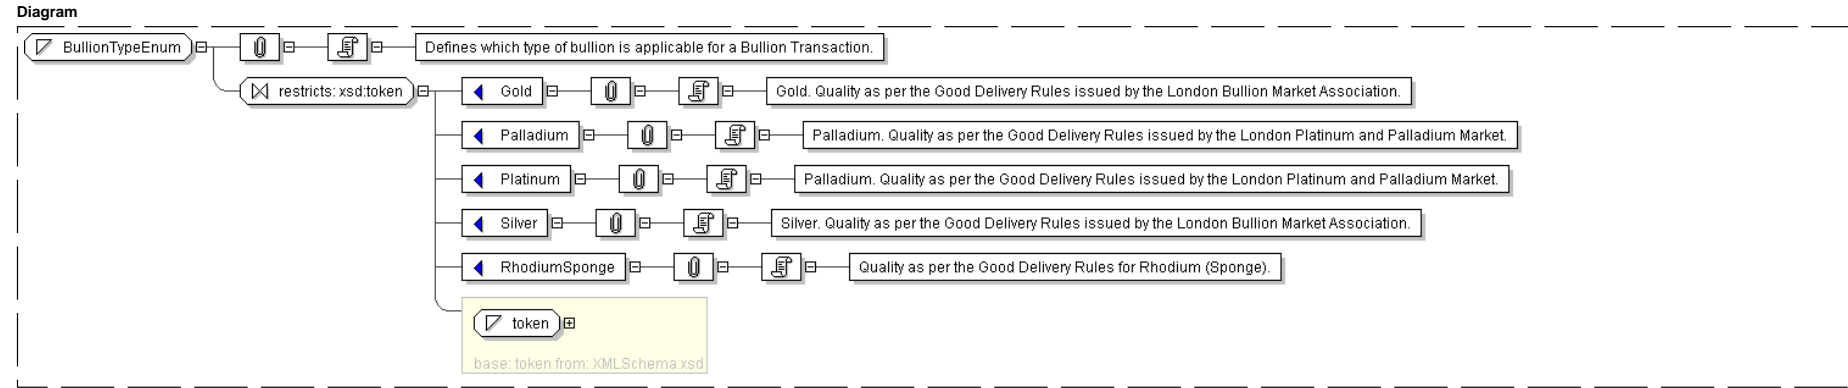 Diagram
BullionTypeEnum
Defines which type of bullion is applicable for a Bullion Transaction.
restricts: xsd:token
Gold
Gold. Quality as per the Good Delivery Rules issued by the London Bullion Market Association.
Palladium
Palladium. Quality as per the Good Delivery Rules issued by the London Platinum and Palladium Market.
Platinum
Palladium. Quality as per the Good Delivery Rules issued by the London Platinum and Palladium Market.
Silver
Silver. Quality as per the Good Delivery Rules issued by the London Bullion Market Association.
RhodiumSponge
Quality as per the Good Delivery Rules for Rhodium (Sponge).
token
base: token from: XMLSchema.xsd